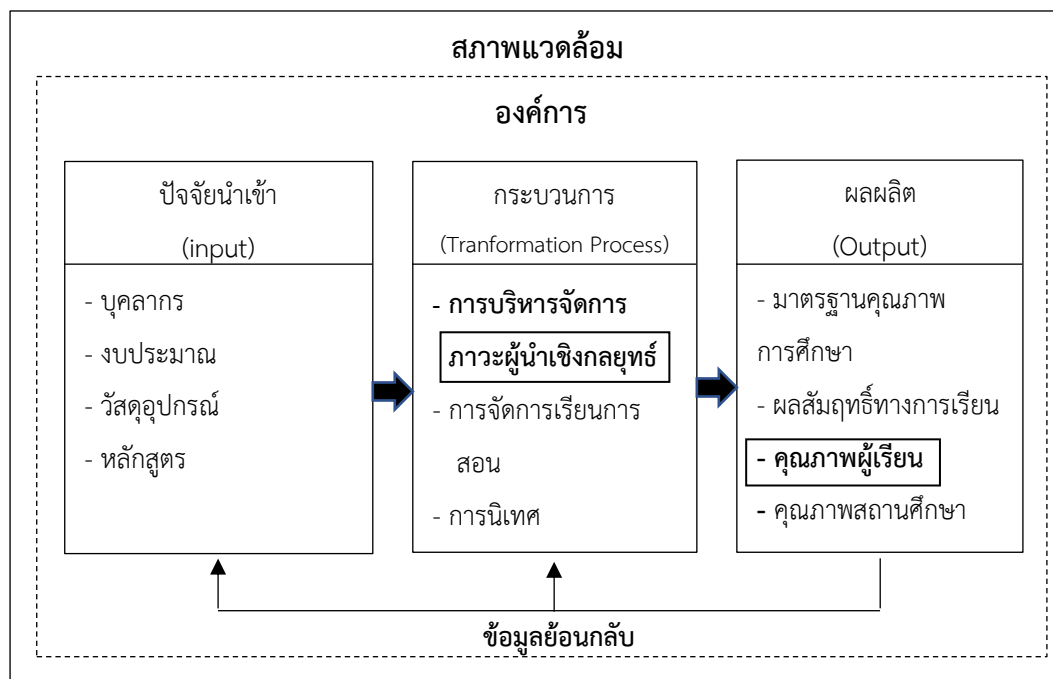 สภาพแวดล้อม
องค์การ
ปัจจัยนำเข้า
(input)
- บุคลากร
- งบประมาณ
- วัสดุอุปกรณ์
- หลักสูตร
กระบวนการ
(Tranformation Process)
- การบริหารจัดการ
ภาวะผู้นำเชิงกลยุทธ์
- การจัดการเรียนการ
สอน
- การนิเทศ
ผลผลิต
(Output)
- มาตรฐานคุณภาพ
การศึกษา
- ผลสัมฤทธิ์ทางการเรียน
- คุณภาพผู้เรียน
- คุณภาพสถานศึกษา
ข้อมูลย้อนกลับ